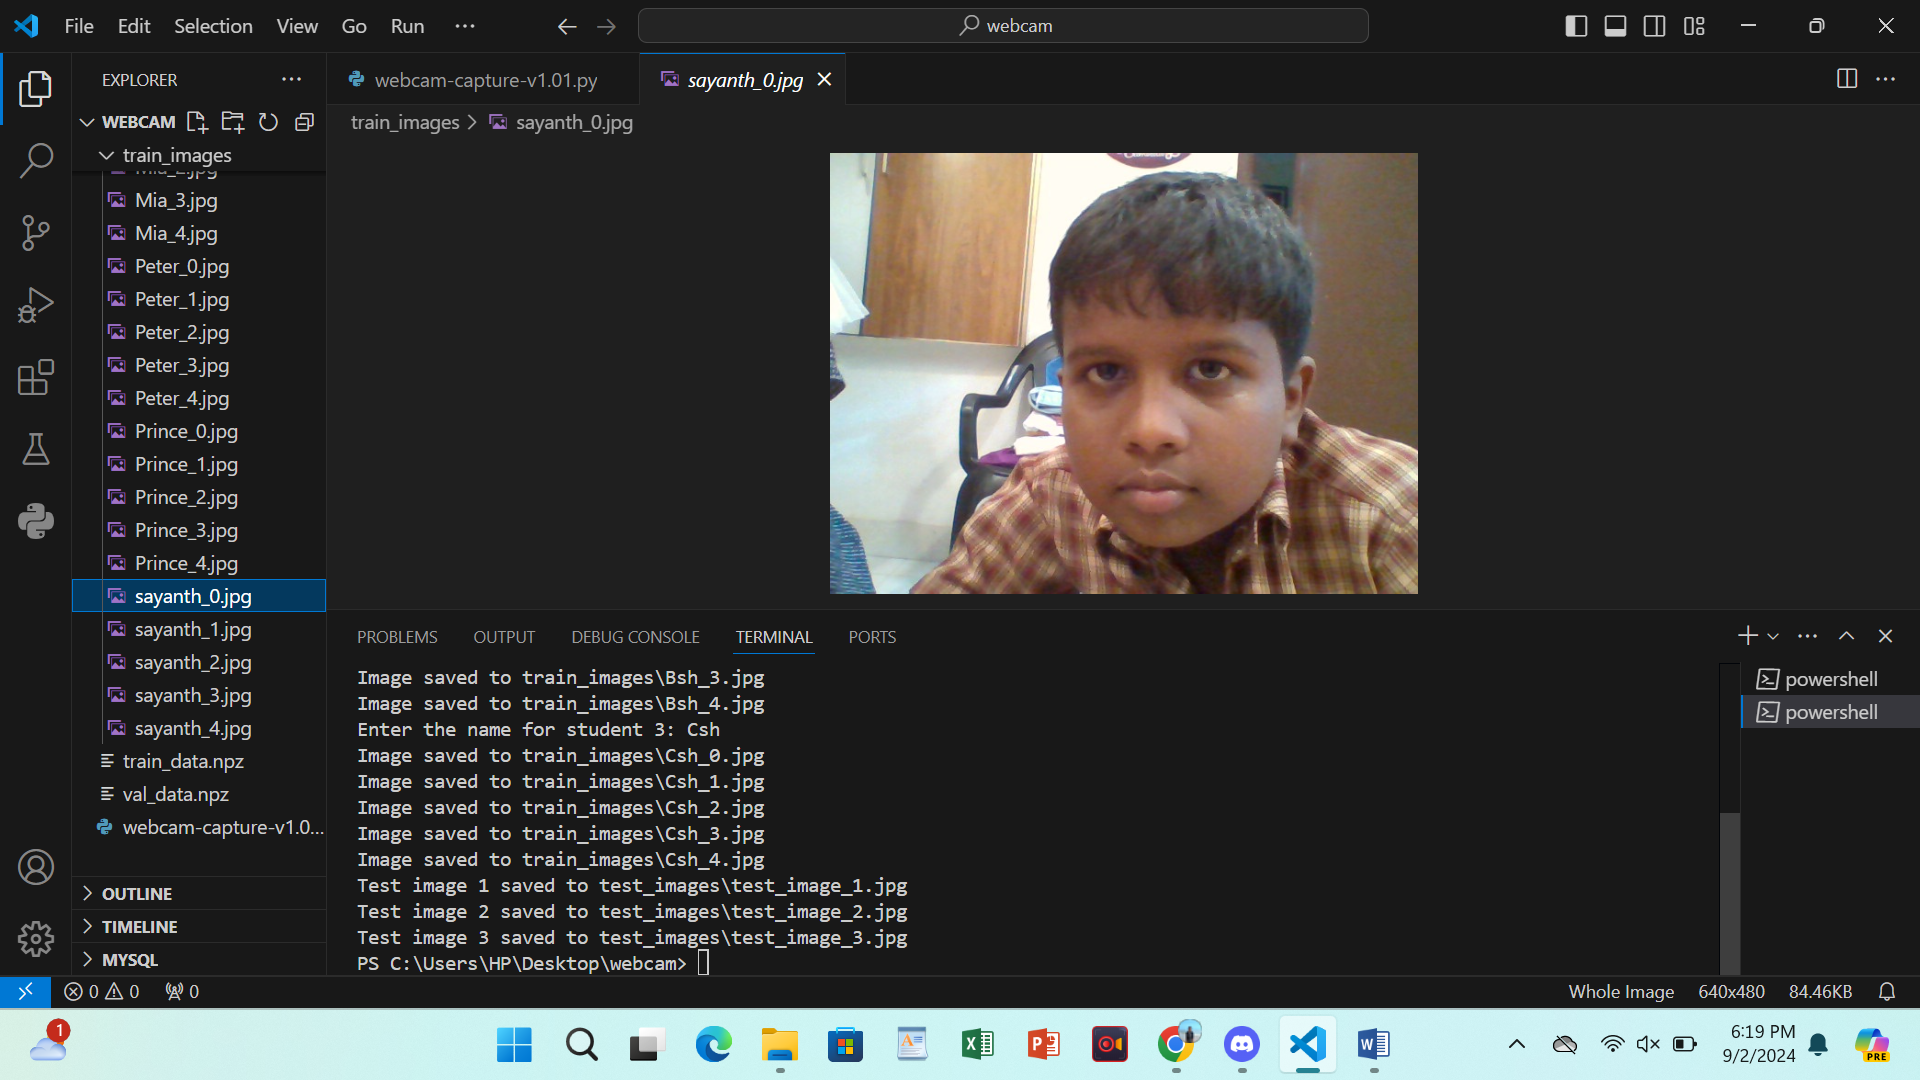 File Edit Selection View Go Run
webcam
EXPLORER
webcam-capture-v1.01.py
sayanth_0.jpg
WEBCAM
train_images > sayanth_0.jpg
train_images
Mia_2.jpg
Mia_3.jpg
Mia_4.jpg
Peter_0.jpg
Peter_1.jpg
Peter_2.jpg
Peter_3.jpg
Peter_4.jpg
Prince_0.jpg
Prince_1.jpg
Prince_2.jpg
Prince_3.jpg
Prince_4.jpg
sayanth_0.jpg
sayanth_1.jpg
sayanth_2.jpg
sayanth_3.jpg
sayanth_4.jpg
train_data.npz
val_data.npz
webcam-capture-v1.0...
OUTLINE
TIMELINE
MYSQL
PROBLEMS OUTPUT DEBUG CONSOLE TERMINAL PORTS
Image saved to train_images\Bsh_3.jpg
Image saved to train_images\Bsh_4.jpg
Enter the name for student 3: Csh
Image saved to train_images\Csh_0.jpg
Image saved to train_images\Csh_1.jpg
Image saved to train_images\Csh_2.jpg
Image saved to train_images\Csh_3.jpg
Image saved to train_images\Csh_4.jpg
Test image 1 saved to test_images\test_image_1.jpg
Test image 2 saved to test_images\test_image_2.jpg
Test image 3 saved to test_images\test_image_3.jpg
PS C:\Users\HP\Desktop\webcam>
powershell
powershell
0 0 0
Whole Image 640x480 84.46KB
1
6:19 PM
9/2/2024
PRE